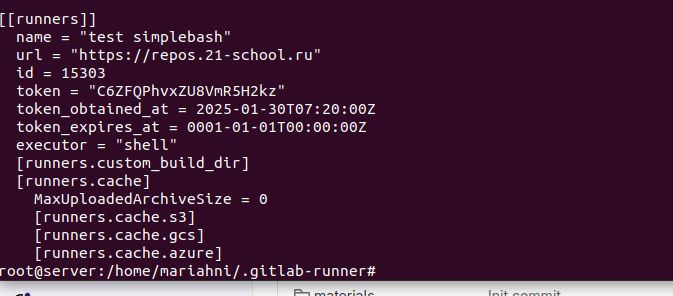 [[runners]]
  name = "test simplebash"
  url = "https://repos.21-school.ru"
  id = 15303
  token = "C6ZFQPhvxZU8VmR5H2kz"
  token_obtained_at = 2025-01-30T07:20:00Z
  token_expires_at = 0001-01-01T00:00:00Z
  executor = "shell"
  [runners.custom_build_dir]
  [runners.cache]
    MaxUploadedArchiveSize = 0
    [runners.cache.s3]
    [runners.cache.gcs]
    [runners.cache.azure]
root@server:/home/mariahni/.gitlab-runner#
materials Init commit